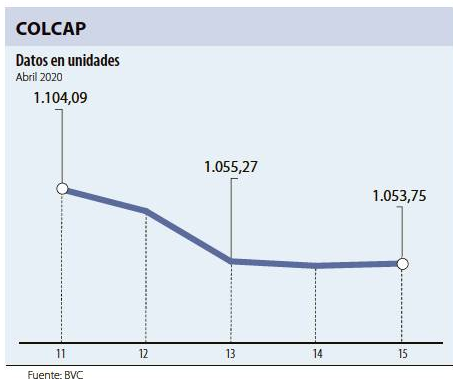 COLCAP
Datos en unidades
Abril 2020
1.104,09
1.055,27
1.053,75
11 12 13 14 15
Fuente: BVC